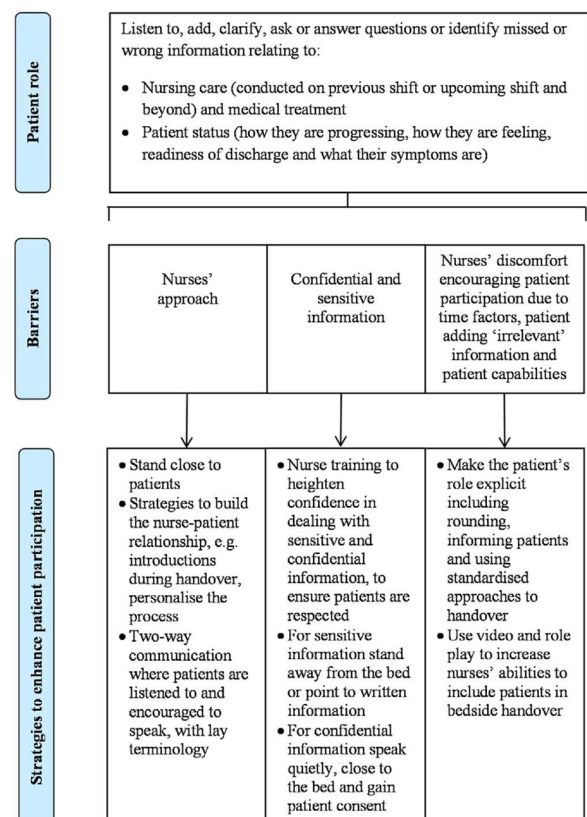 Patient role
Listen to, add, clarify, ask or answer questions or identify missed or
wrong information relating to:
• Nursing care (conducted on previous shift or upcoming shift and
beyond) and medical treatment
• Patient status (how they are progressing, how they are feeling,
readiness of discharge and what their symptoms are)
Barriers
Nurses’
approach
Confidential and
sensitive
information
Nurses’ discomfort
encouraging patient
participation due to
time factors, patient
adding ‘irrelevant’
information and
patient capabilities
Strategies to enhance patient participation
• Stand close to
patients
• Strategies to build
the nurse-patient
relationship, e.g.
introductions
during handover,
personalise the
process
• Two-way
communication
where patients are
listened to and
encouraged to
speak, with lay
terminology
• Nurse training to
heighten
confidence in
dealing with
sensitive and
confidential
information, to
ensure patients are
respected
• For sensitive
information stand
away from the bed
or point to written
information
• For confidential
information speak
quietly, close to
the bed and gain
patient consent
• Make the patient’s
role explicit
including
rounding,
informing patients
and using
standardised
approaches to
handover
• Use video and role
play to increase
nurses’ abilities to
include patients in
bedside handover